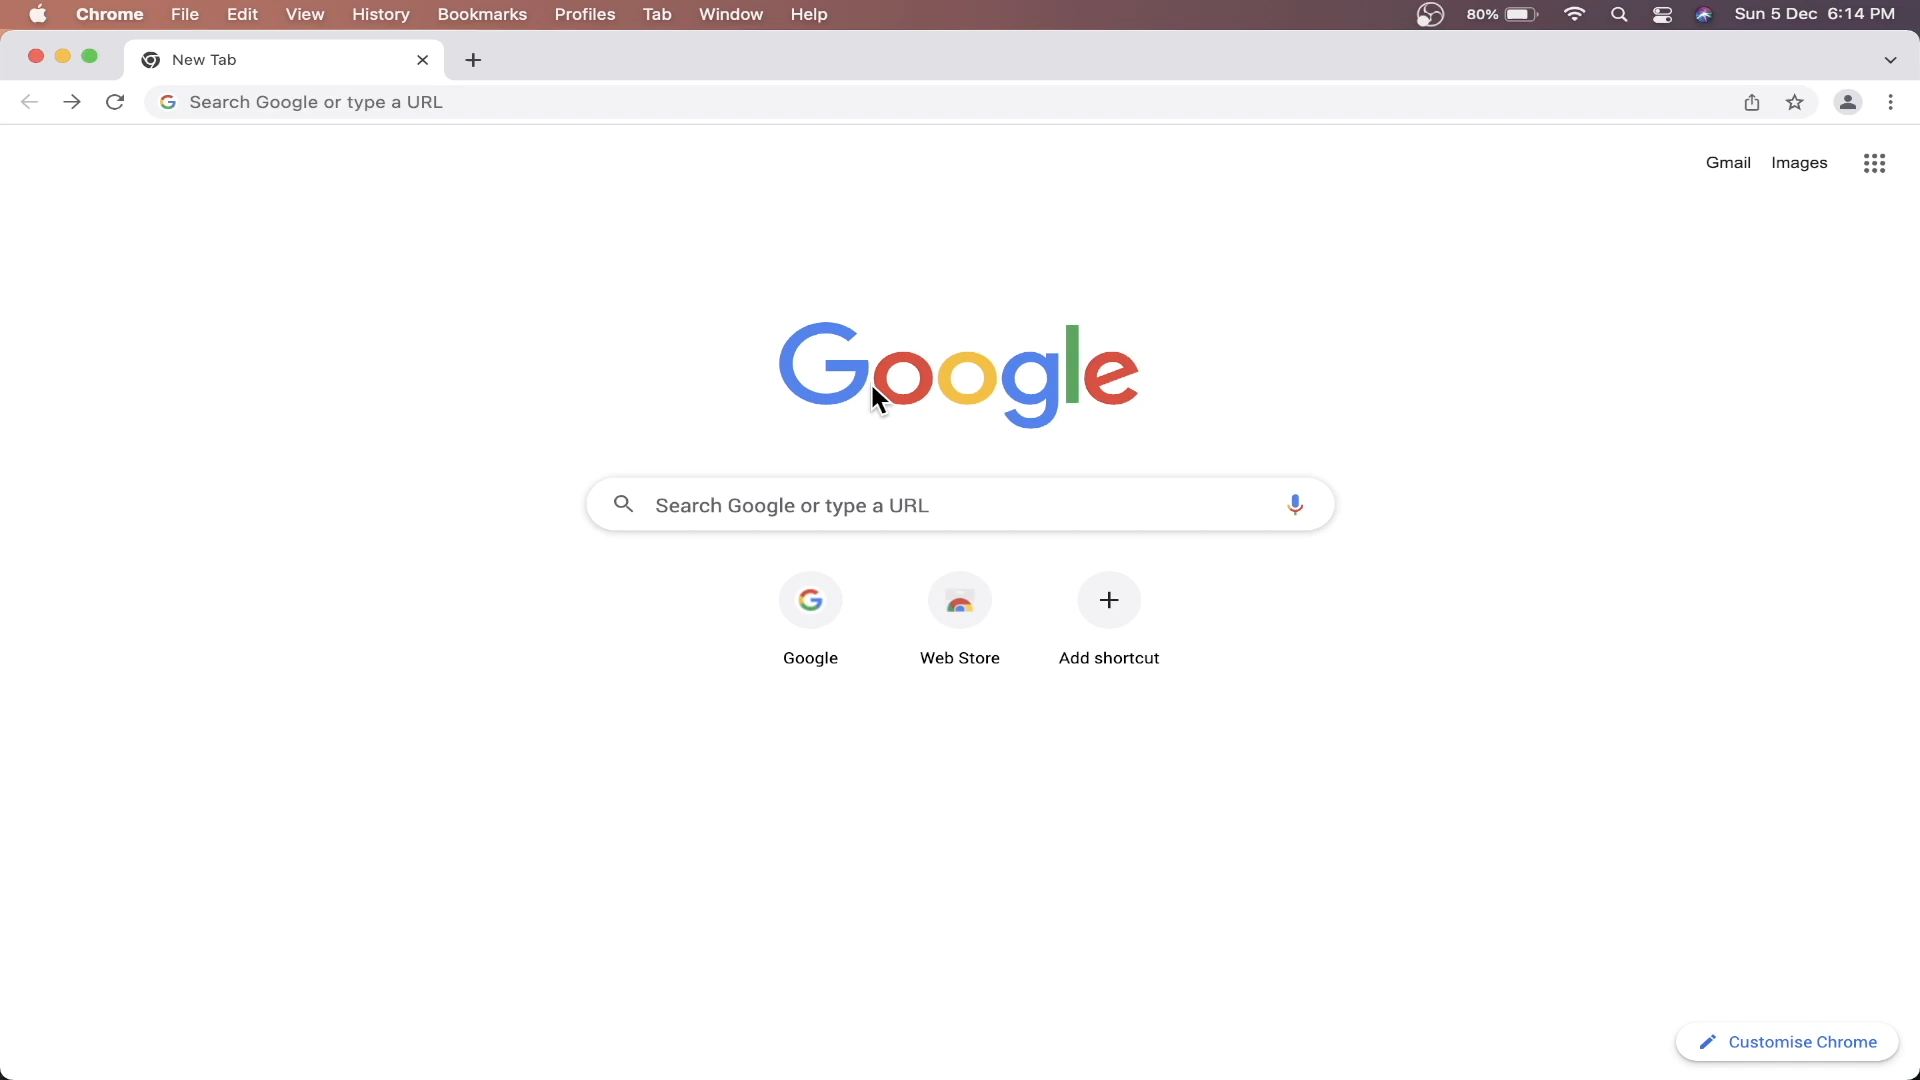 Chrome File Edit View History Bookmarks Profiles Tab Window Help 80% Sun 5 Dec 6:14 PM
New Tab
Search Google or type a URL
Gmail Images
Google
Search Google or type a URL
Google Web Store Add shortcut
Customise Chrome